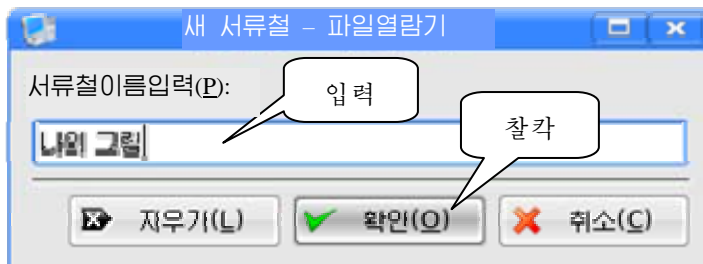 새 서류철 – 파일열람기
서류철이름입력(P):
입력
찰칵
나의 그림
지우기(L)
확인(O)
취소(C)